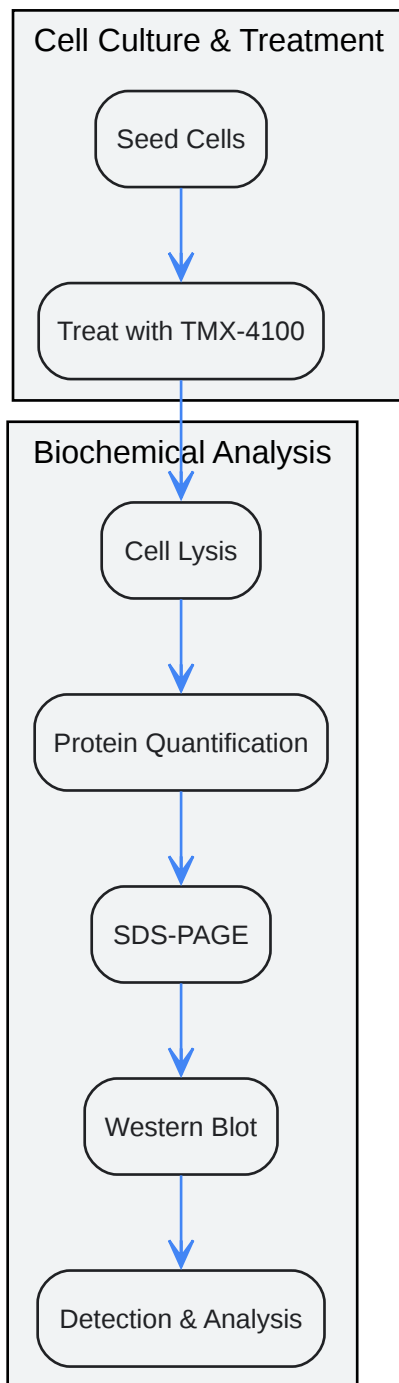 Cell Culture & Treatment
Seed Cells
Treat with TMX-4100
Biochemical Analysis
Cell Lysis
Protein Quantification
SDS-PAGE
Western Blot
Detection & Analysis